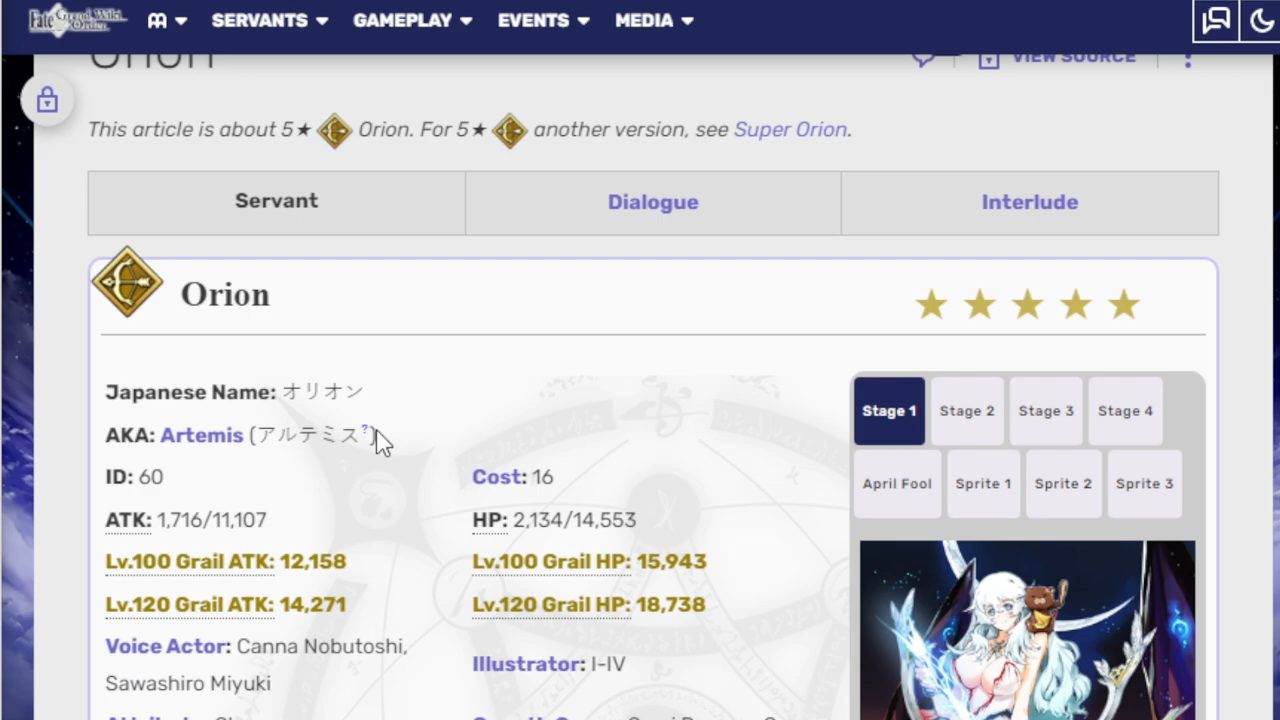 Fate Grand Order Wiki
SERVANTS GAMEPLAY EVENTS MEDIA
Orion
VIEW SOURCE
This article is about 5★ Orion. For 5★ another version, see Super Orion.
Servant Dialogue Interlude
Orion
Japanese Name: オリオン
AKA: Artemis (アルテミス?)
ID: 60
Cost: 16
ATK: 1,716/11,107
HP: 2,134/14,553
Lv.100 Grail ATK: 12,158
Lv.100 Grail HP: 15,943
Lv.120 Grail ATK: 14,271
Lv.120 Grail HP: 18,738
Voice Actor: Canna Nobutoshi,
Sawashiro Miyuki
Illustrator: I-IV
Stage 1 Stage 2 Stage 3 Stage 4
April Fool Sprite 1 Sprite 2 Sprite 3